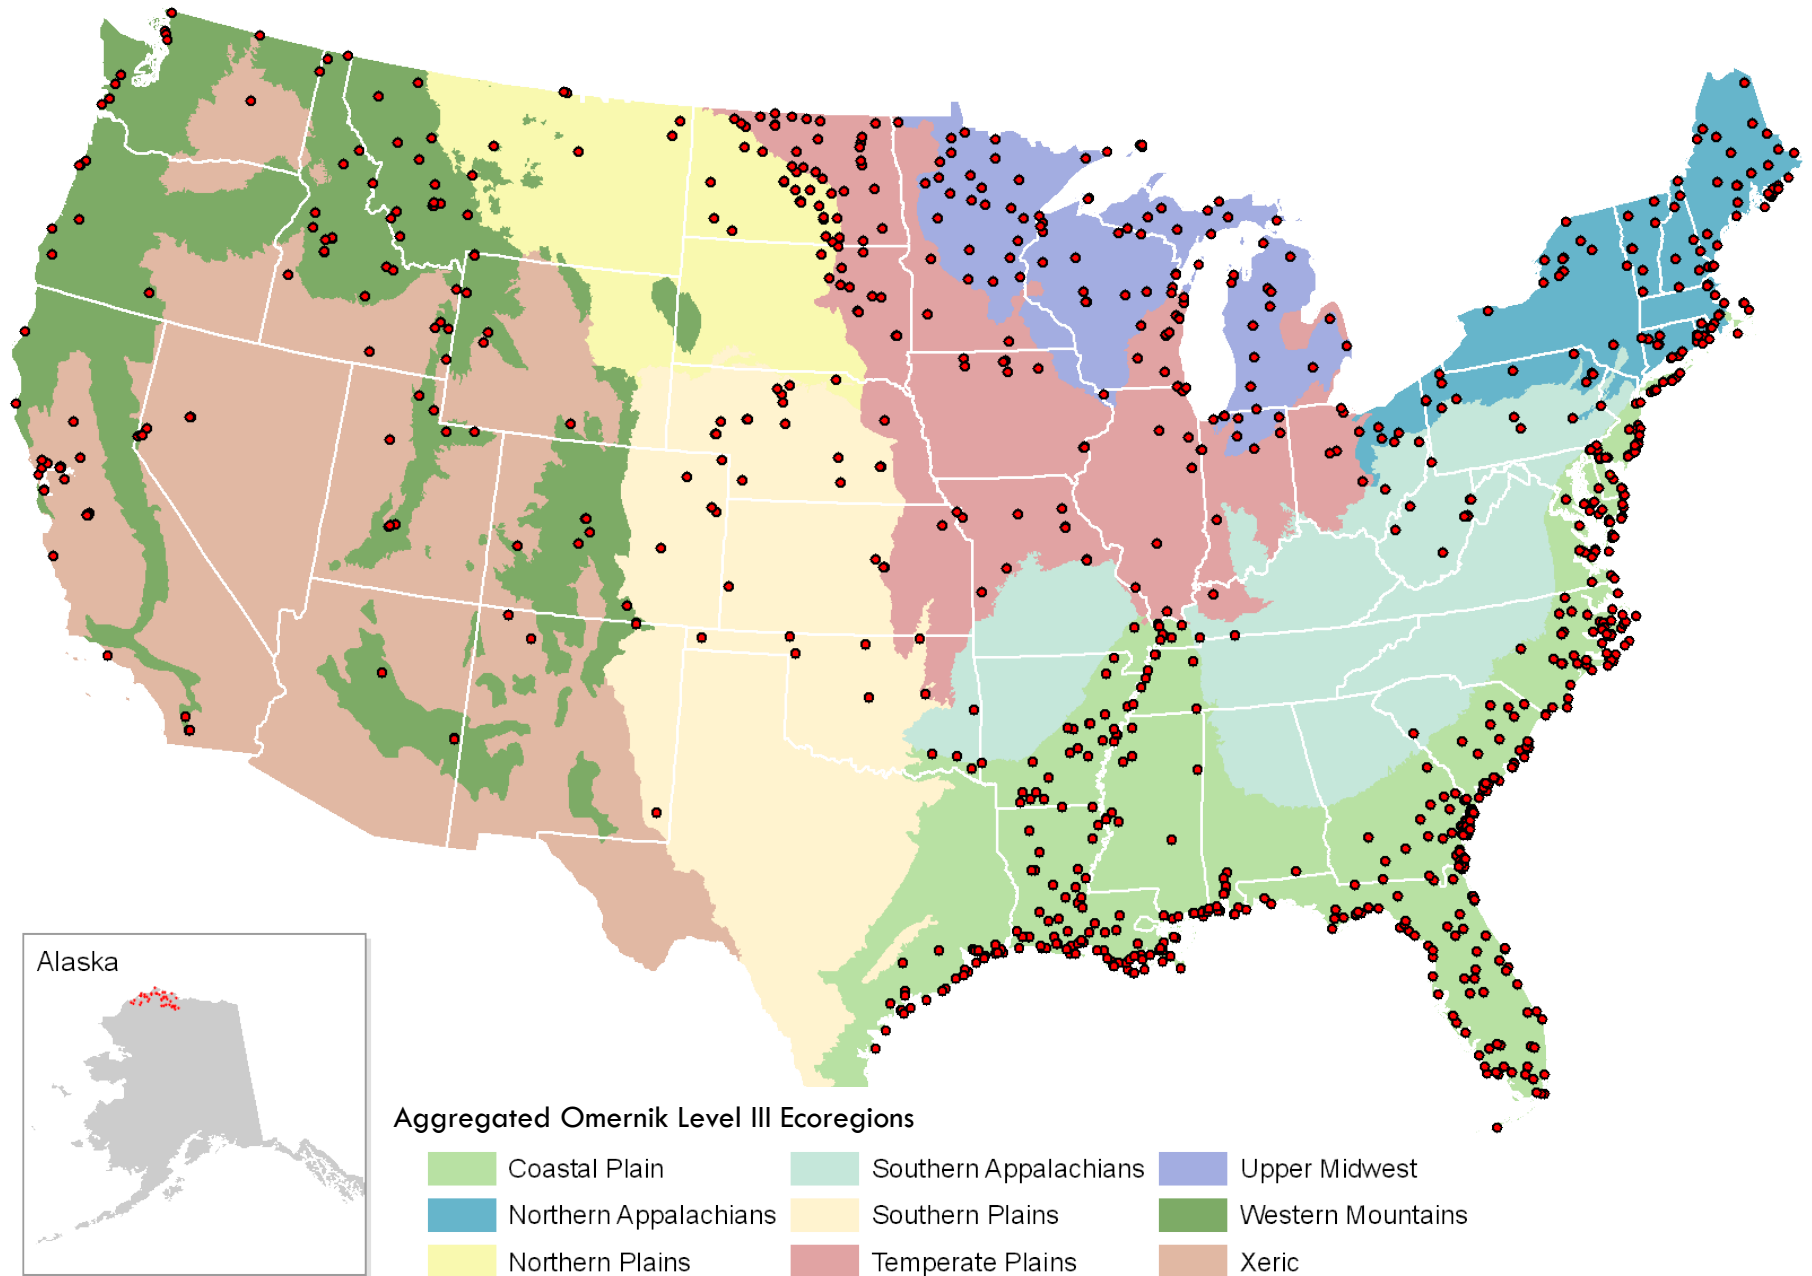 Alaska
Aggregated Omernik Level III Ecoregions
Coastal Plain
Southern Appalachians
Upper Midwest
Northern Appalachians
Southern Plains
Western Mountains
Northern Plains
Temperate Plains
Xeric